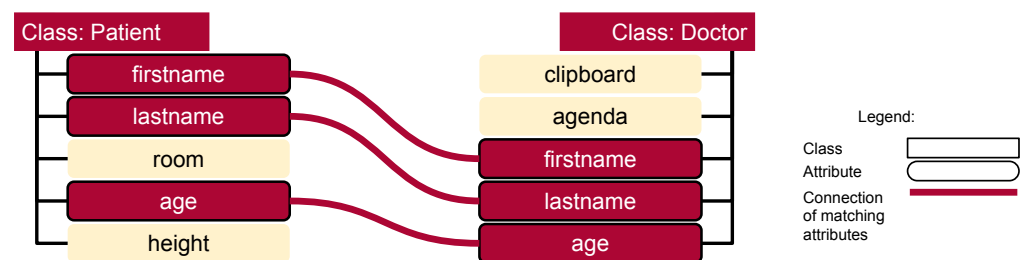 Class: Patient
firstname
lastname
room
age
height
Class: Doctor
clipboard
agenda
firstname
lastname
age
Legend:
Class
Attribute
Connection
of matching
attributes